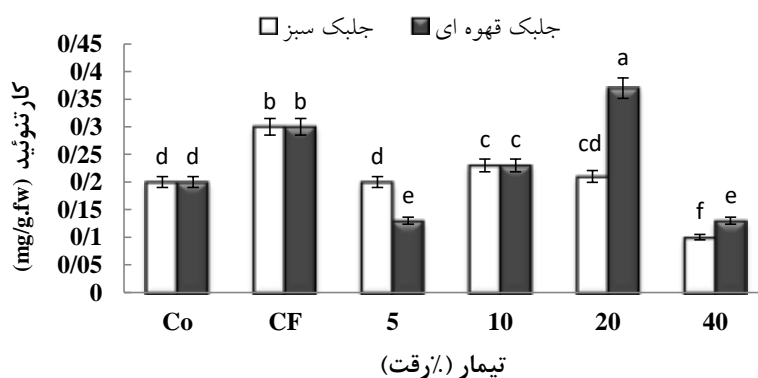 جلبک سبز جلبک قهوه ای
کارتنوئید (mg/g.fw)
0/45
0/4
0/35
0/3
0/25
0/2
0/15
0/1
0/05
0
d d b b d e c c cd a f e
Co CF 5 10 20 40
تیمار (٪رقت)